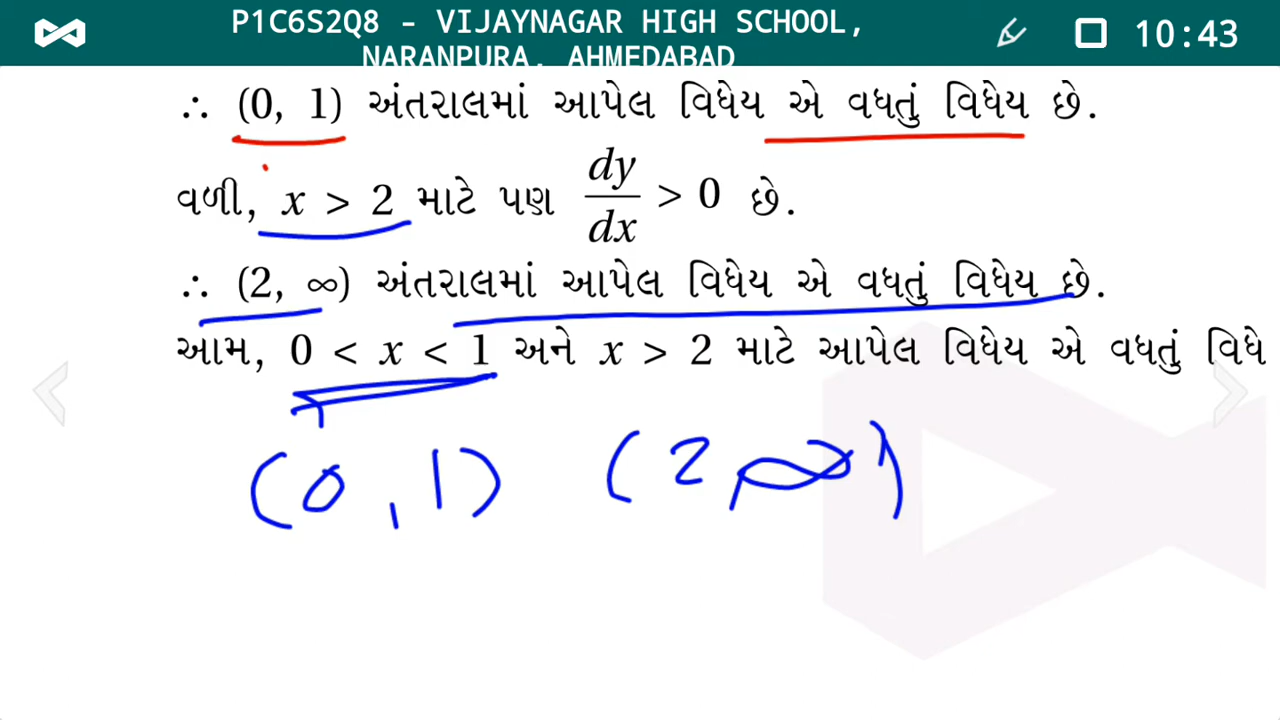 P1C6S2Q8 - VIJAYNAGAR HIGH SCHOOL,
NARANPURA, AHMEDABAD
10:43
∴ (0, 1) અંતરાલમાં આપેલ વિધેય એ વધતું વિધેય છે.
વળી, x > 2 માટે પણ dy/dx > 0 છે.
∴ (2, ∞) અંતરાલમાં આપેલ વિધેય એ વધતું વિધેય છે.
આમ, 0 < x < 1 અને x > 2 માટે આપેલ વિધેય એ વધતું વિધે
(0, 1) (2, ∞)